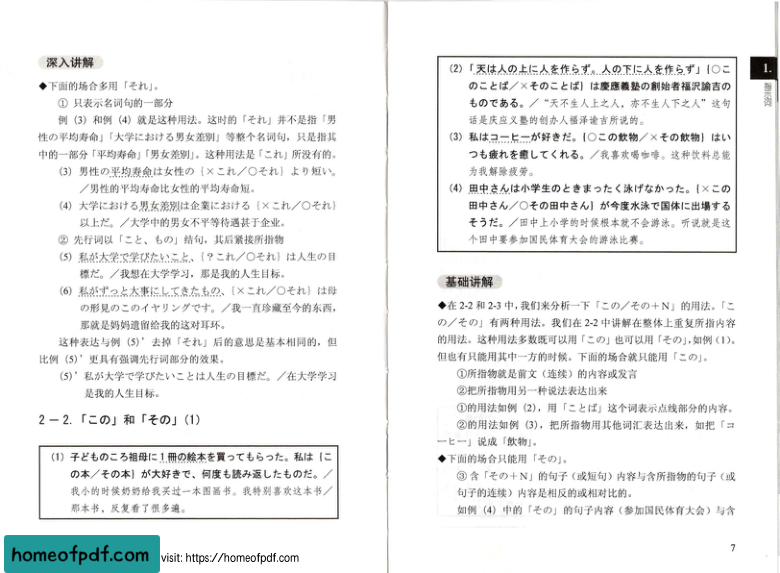 深入讲解
◆下面的场合多用「それ」。
① 只表示名词句的一部分
例（3）和例（4）就是这种用法。这时的「それ」并不是指「男
性の平均寿命」「大学における男女差別」等整个名词句，只是指其
中的一部分「平均寿命」「男女差别」。这种用法是「これ」所没有的。
（3）男性の平均寿命は女性の｛×これ／○それ｝より短い。
／男性的平均寿命比女性的平均寿命短。
（4）大学における男女差別は企業における｛×これ／○それ｝
以上だ。／大学中的男女不平等待遇甚于企业。
② 先行词以「こと、もの」结句，其后紧接所指物
（5）私が大学で学びたいこと、｛？これ／○それ｝は人生の目
標だ。／我想在大学学习，那是我的人生目标。
（6）私がずっと大事にしてきたもの、｛×これ／○それ｝は母
の形見のこのイヤリングです。／我一直珍藏至今的东西，
那就是妈妈遗留给我的这对耳环。
这种表达与例（5）’去掉「それ」后的意思是基本相同的，但
比例（5）’更具有强调先行词部分的效果。
（5）’私が大学で学びたいことは人生の目標だ。／在大学学习
是我的人生目标。
2－2.「この」和「その」（1）
（1）子どものころ祖母に1冊の絵本を買ってもらった。私は｛こ
の本／その本｝が大好きで、何度も読み返したものだ。／
我小的时候奶奶给我买过一本图画书。我特别喜欢这本书／
那本书，反复看了很多遍。
（2）「天は人の上に人を作らず。人の下に人を作らず」｛○こ
のことば／×そのことば｝は慶應義塾の創始者福沢諭吉の
ものである。／“天不生人上之人，亦不生人下之人”这句
话是庆应义塾的创办人福泽谕吉所说的。
（3）私はコーヒーが好きだ。｛○この飲物／×その飲物｝はい
つも疲れを癒してくれる。／我喜欢喝咖啡。这种饮料总能
为我解除疲劳。
（4）田中さんは小学生のときまったく泳げなかった。｛×この
田中さん／○その田中さん｝が今度水泳で国体に出場する
そうだ。／田中上小学的时候根本就不会游泳。听说就是这
个田中要参加国民体育大会的游泳比赛。
基础讲解
◆在2-2和2-3中，我们来分析一下「この／その＋N」的用法。「こ
の／その」有两种用法。我们在2-2中讲解在整体上重复所指内容
的用法。这种用法多数既可以用「この」也可以用「その」，如例（1）。
但也有只能用其中一方的时候。下面的场合就只能用「この」。
①所指物就是前文（连续）的内容或发言
②把所指物用另一种说法表达出来
①的用法如例（2），用「ことば」这个词表示点线部分的内容。
②的用法如例（3），把所指物用其他词汇表达出来，如把「コ
ーヒー」说成「飲物」。
◆下面的场合只能用「その」。
③ 含「その＋N」的句子（或短句）内容与含所指物的句子（或
句子的连续）内容是相反的或相对比的。
如例（4）中的「その」的句子内容（参加国民体育大会）与含
7
1.
指示词
homeofpdf.com
visit: https://homeofpdf.com